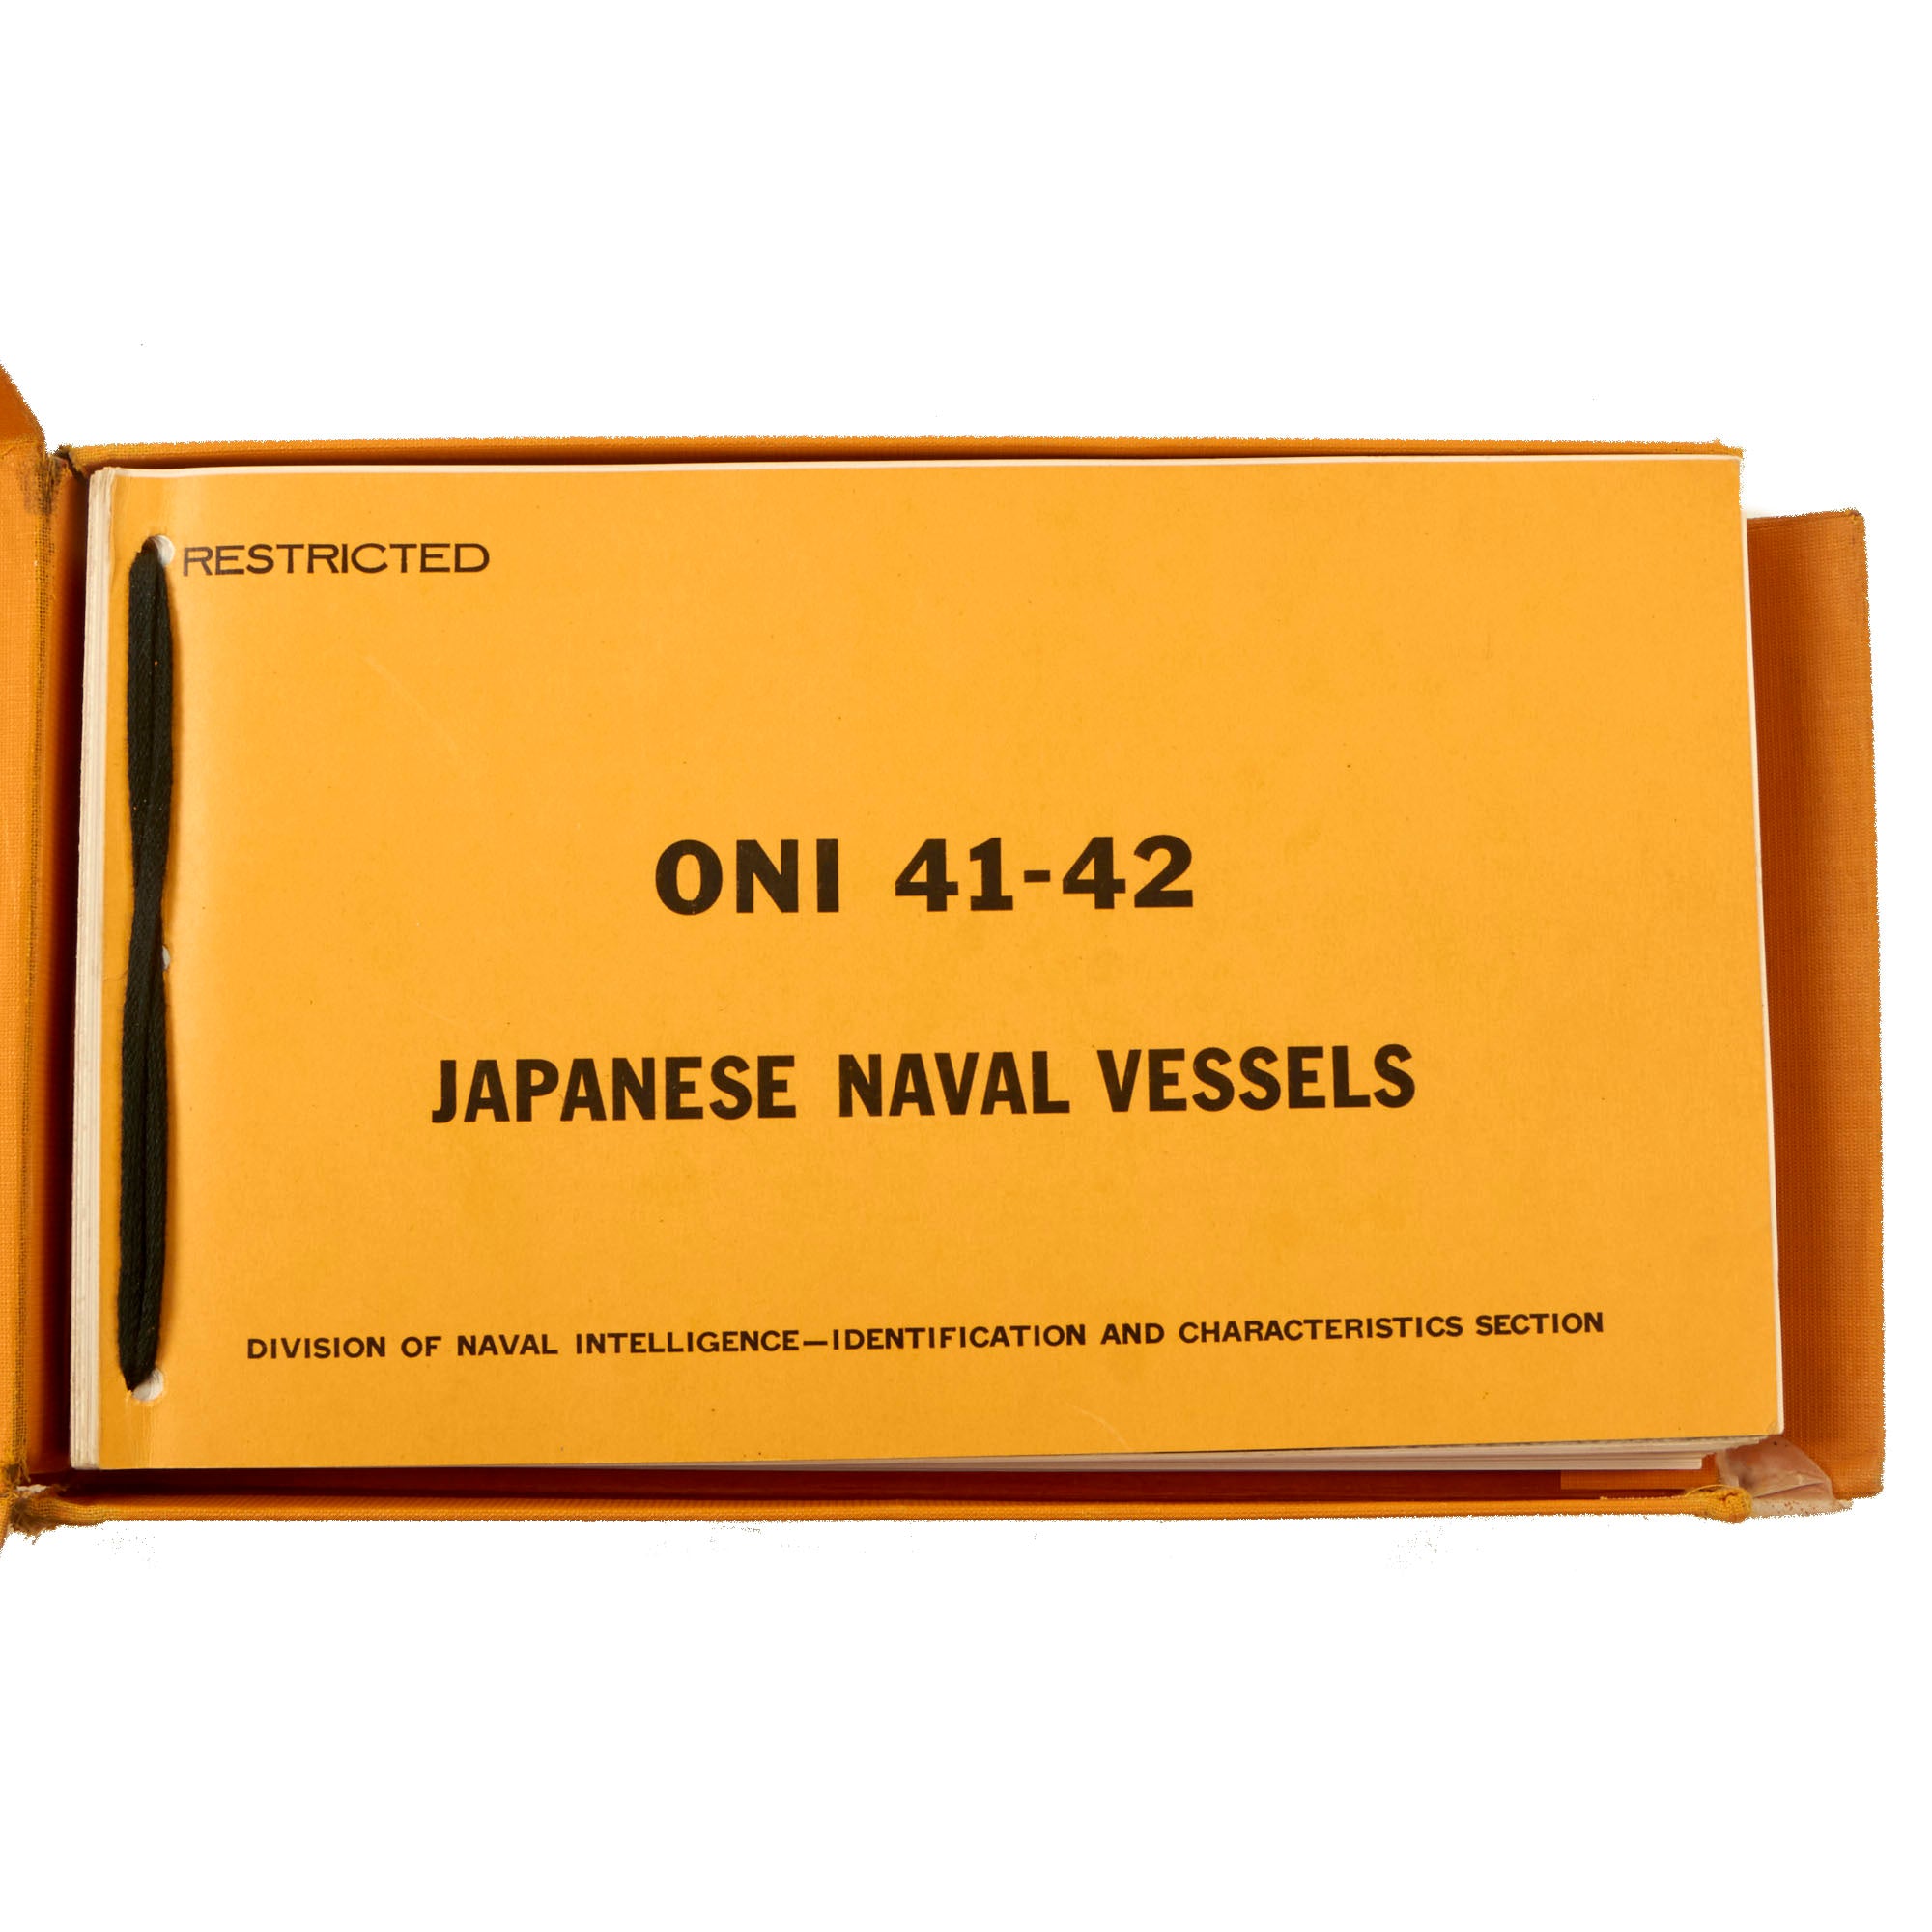 RESTRICTED
ONI 41-42
JAPANESE NAVAL VESSELS
DIVISION OF NAVAL INTELLIGENCE—IDENTIFICATION AND CHARACTERISTICS SECTION